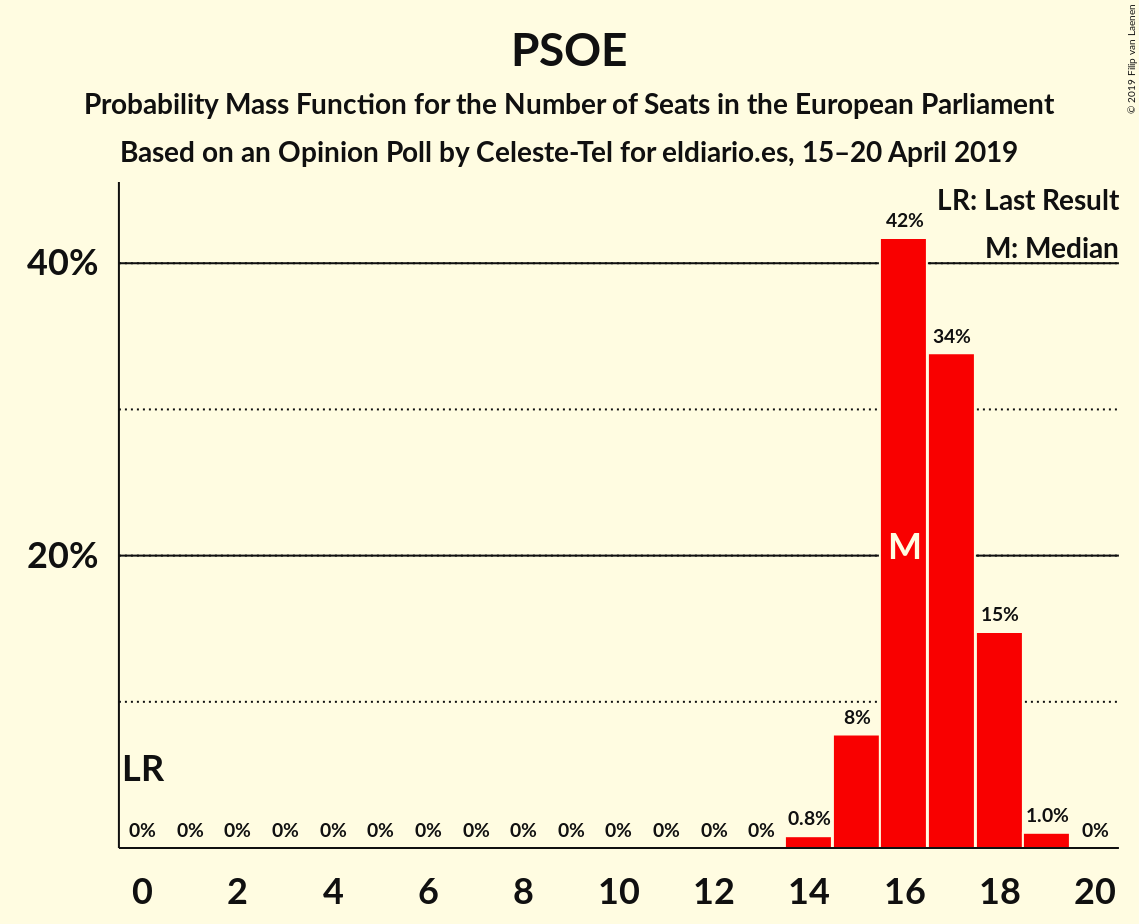 PSOE
Probability Mass Function for the Number of Seats in the European Parliament
Based on an Opinion Poll by Celeste-Tel for eldiario.es, 15–20 April 2019
© 2019 Filip van Laenen
LR: Last Result
M: Median
40%
20%
42%
34%
M
15%
8%
LR
0% 0% 0% 0% 0% 0% 0% 0% 0% 0% 0% 0% 0% 0% 0.8% 1.0% 0%
0 2 4 6 8 10 12 14 16 18 20